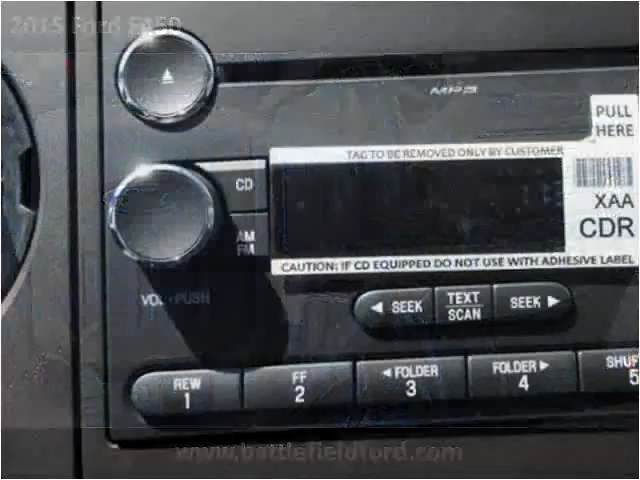 2015 Ford F450
MP3
PULL
HERE
TAG TO BE REMOVED ONLY BY CUSTOMER
CD
XAA
CDR
AM
FM
CAUTION: IF CD EQUIPPED DO NOT USE WITH ADHESIVE LABEL
VOL-PUSH
◄ SEEK
TEXT
SCAN
SEEK ►
REW
1
FF
2
◄ FOLDER
3
FOLDER ►
4
SHUF
5
www.battlefieldford.com